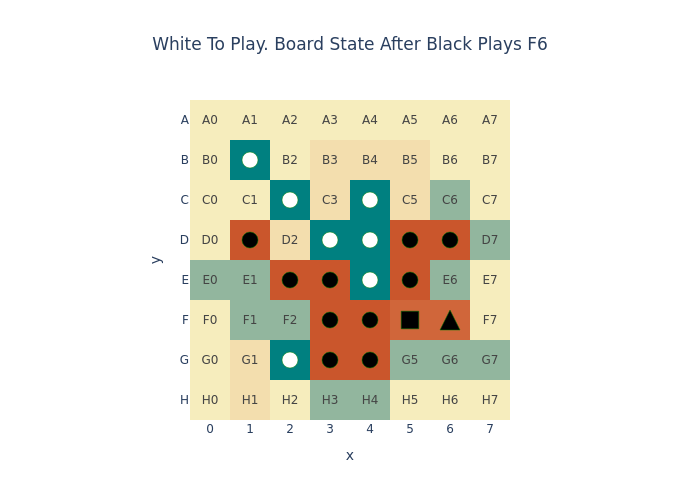 White To Play. Board State After Black Plays F6
A A0 A1 A2 A3 A4 A5 A6 A7
B B0 B2 B3 B4 B5 B6 B7
C C0 C1 C3 C5 C6 C7
D D0 D2 D7
E E0 E1 E6 E7
F F0 F1 F2 F7
G G0 G1 G5 G6 G7
H H0 H1 H2 H3 H4 H5 H6 H7
0 1 2 3 4 5 6 7
x
y